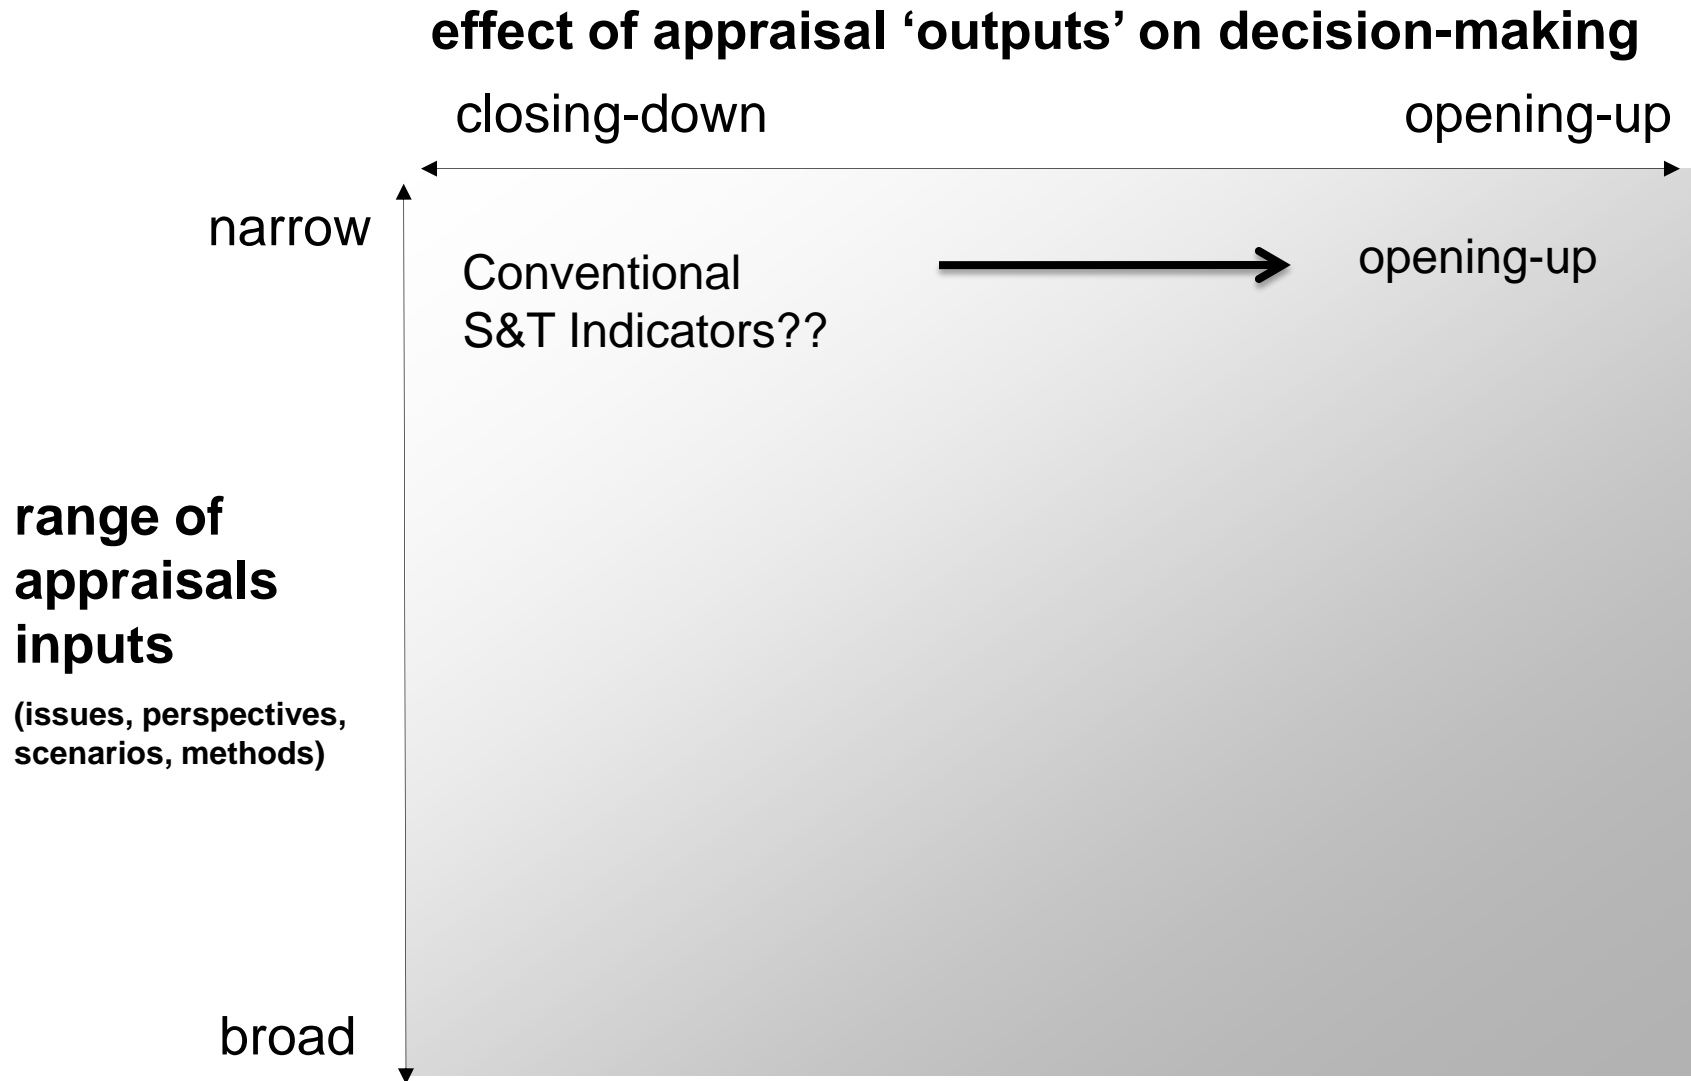 effect of appraisal ‘outputs’ on decision-making
closing-down
opening-up
narrow
Conventional
S&T Indicators??
opening-up
range of
appraisals
inputs
(issues, perspectives,
scenarios, methods)
broad